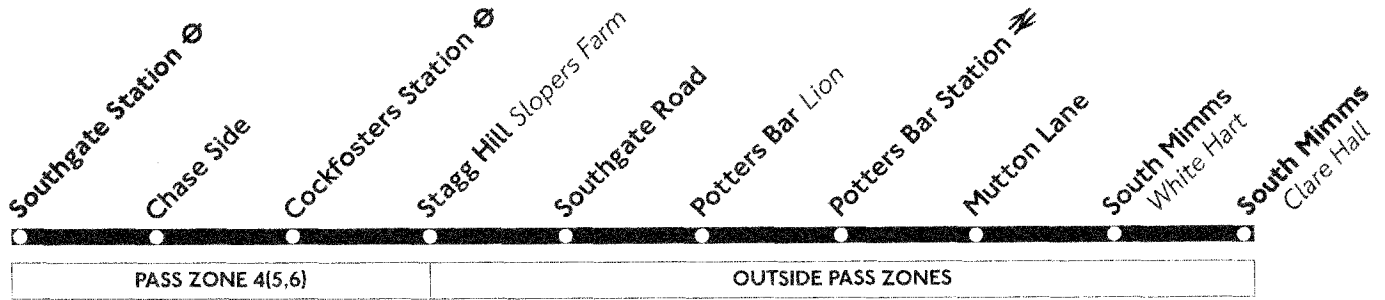 Southgate Station
Chase Side
Cockfosters Station
Stagg Hill Slopers Farm
Southgate Road
Potters Bar Lion
Potters Bar Station
Mutton Lane
South Mimms
White Hart
South Mimms
Clare Hall
PASS ZONE 4(5,6)
OUTSIDE PASS ZONES